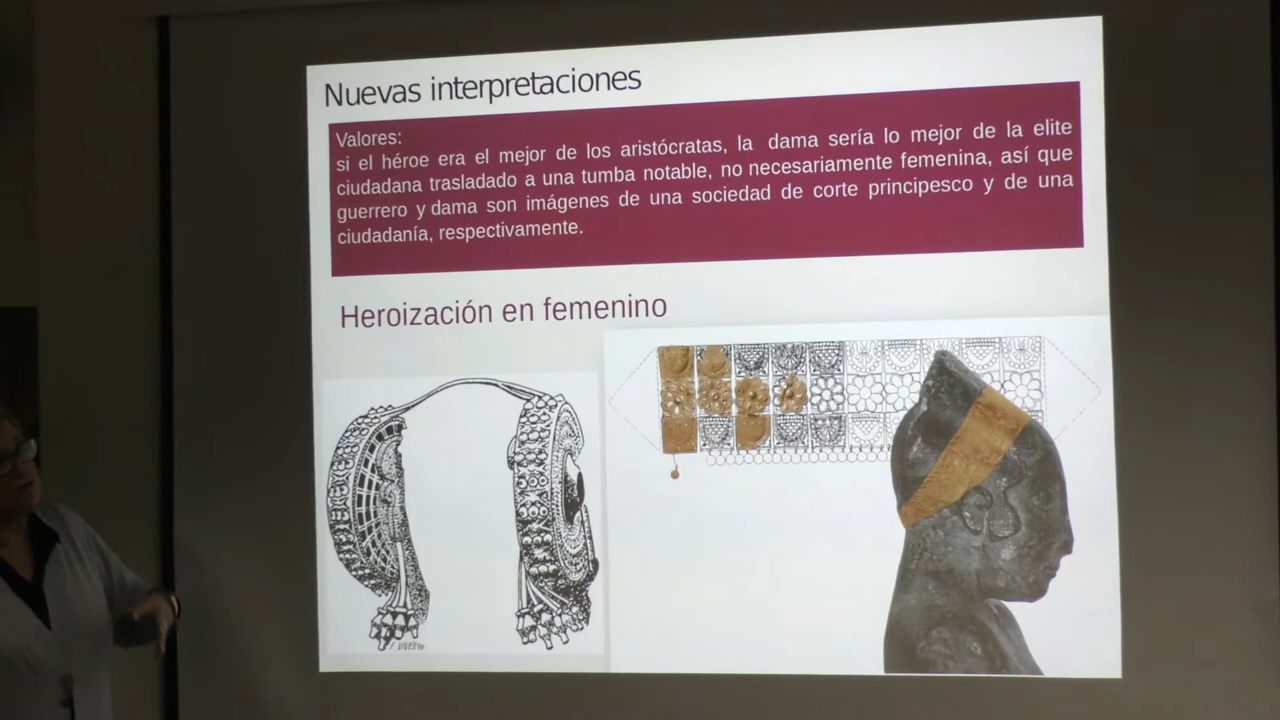 Nuevas interpretaciones
Valores:
si el héroe era el mejor de los aristócratas, la dama sería lo mejor de la elite
ciudadana trasladado a una tumba notable, no necesariamente femenina, así que
guerrero y dama son imágenes de una sociedad de corte principesco y de una
ciudadanía, respectivamente.
Heroización en femenino